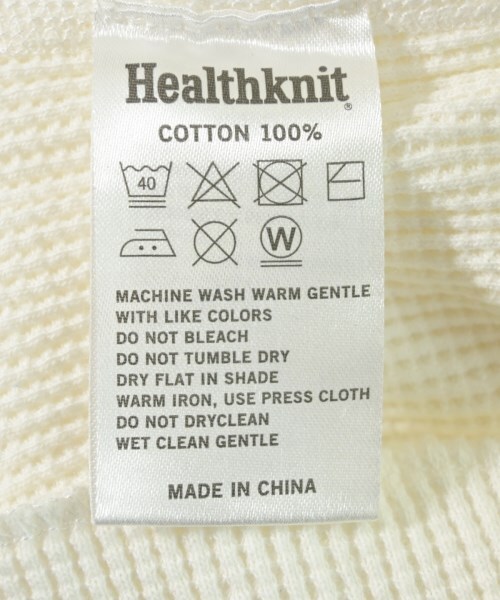 Healthknit®
COTTON 100%
40
W
MACHINE WASH WARM GENTLE
WITH LIKE COLORS
DO NOT BLEACH
DO NOT TUMBLE DRY
DRY FLAT IN SHADE
WARM IRON, USE PRESS CLOTH
DO NOT DRYCLEAN
WET CLEAN GENTLE
MADE IN CHINA